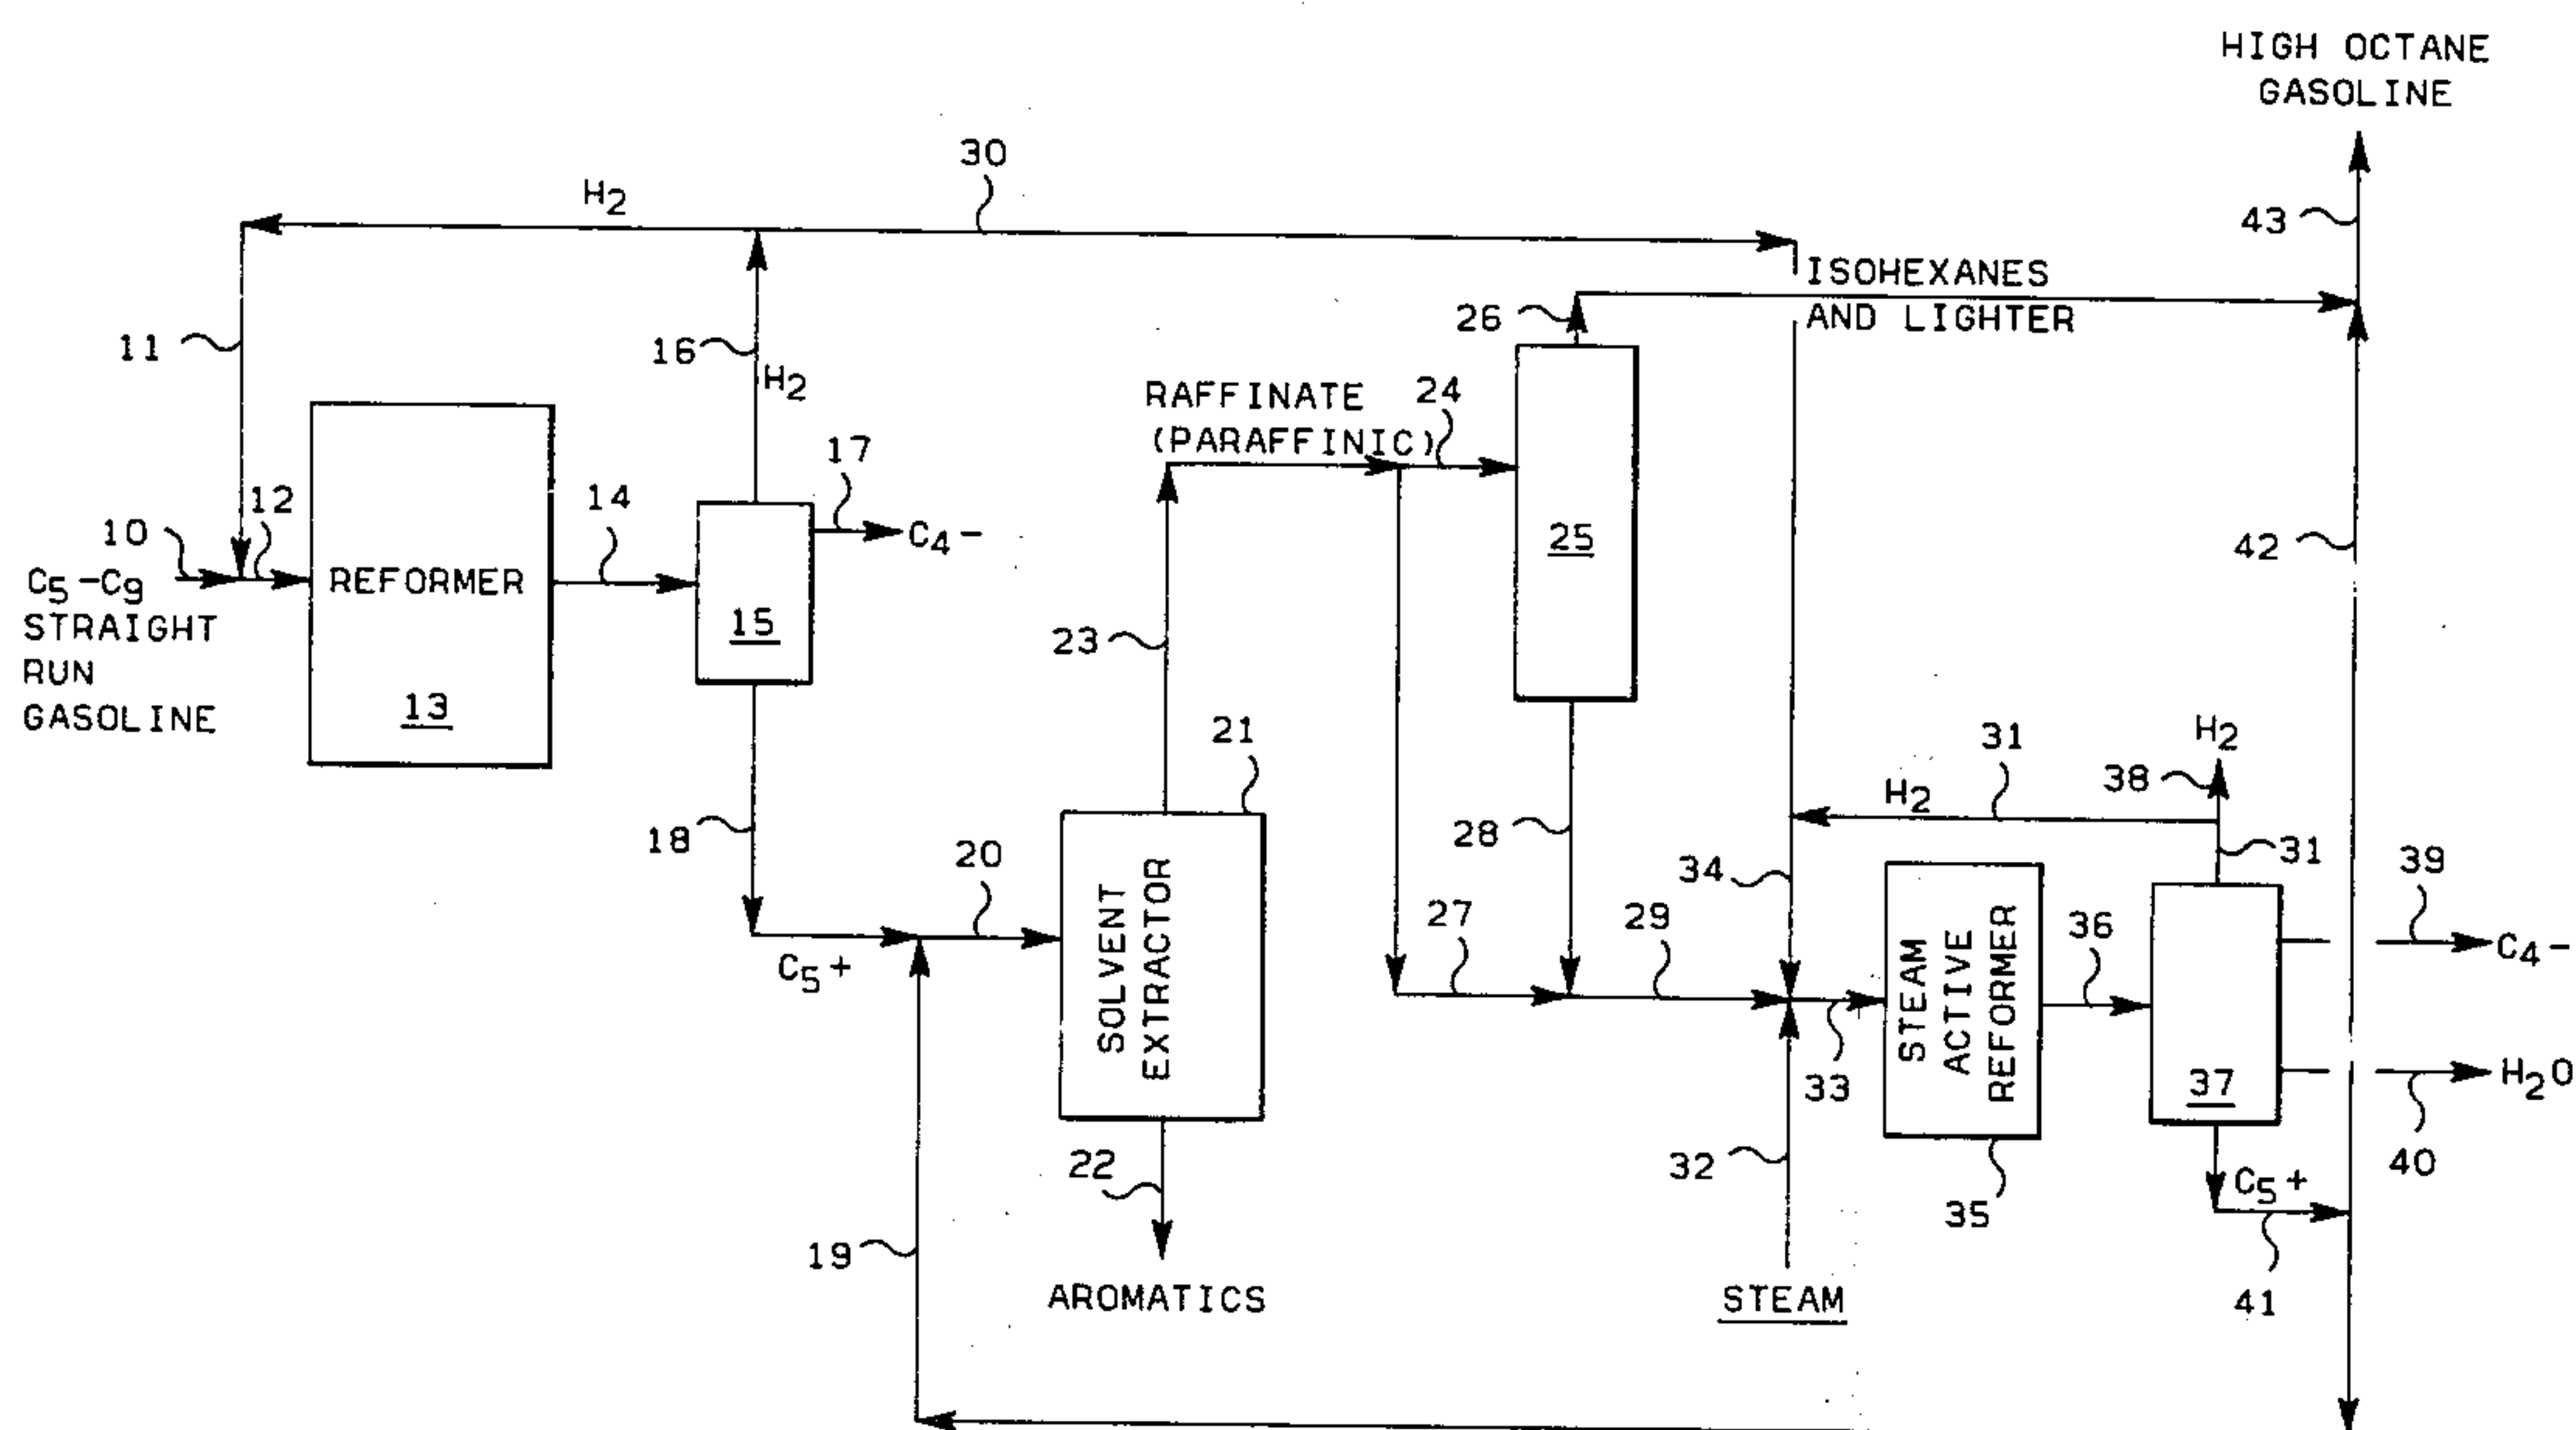 HIGH OCTANE
GASOLINE
30
H2
43
ISOHEXANES
AND LIGHTER
26
11
16
H2
RAFFINATE
(PARAFFINIC)
24
17
C4-
25
42
10
12
14
C5-C9
STRAIGHT
RUN
GASOLINE
REFORMER
13
15
23
21
18
C5+
20
SOLVENT
EXTRACTOR
28
27
29
34
H2
31
H2
38
31
39
C4-
STEAM
ACTIVE
REFORMER
33
36
37
H2O
40
22
32
35
C5+
41
19
AROMATICS
STEAM